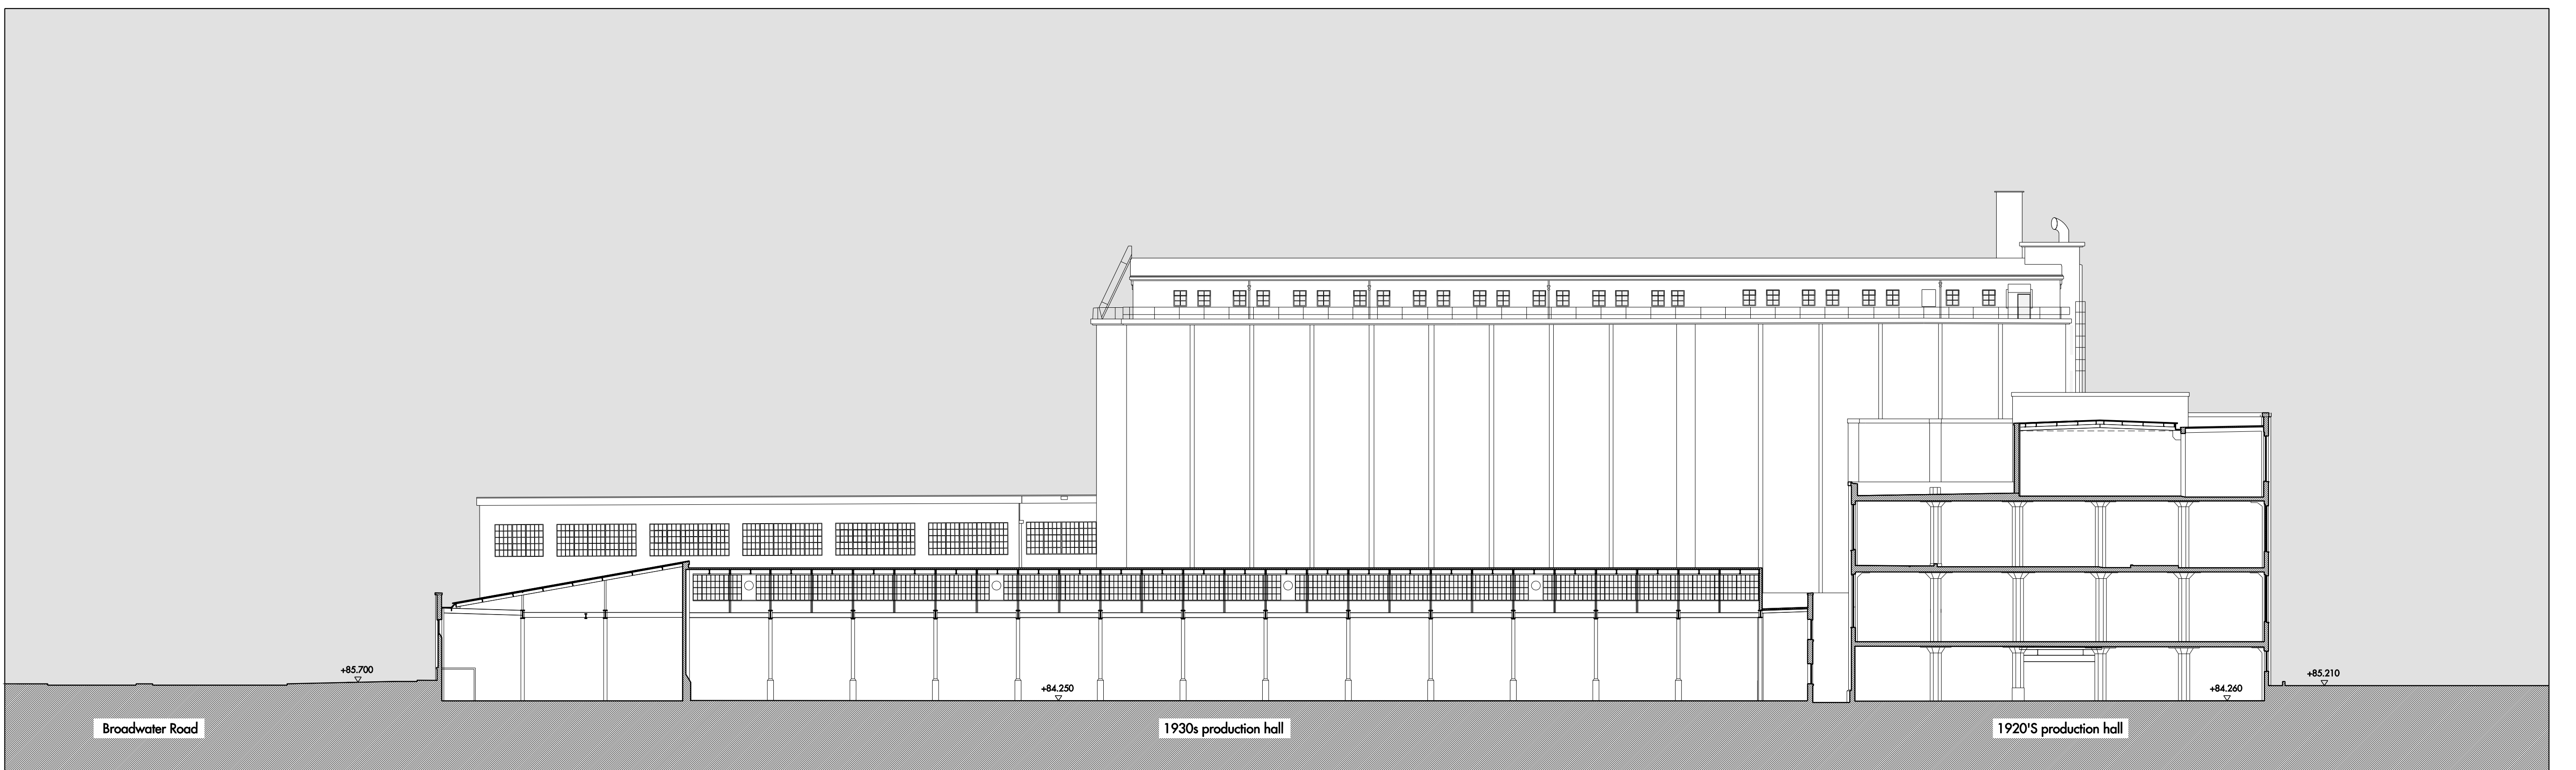 +85.700
+84.250
+84.260
+85.210
Broadwater Road
1930s production hall
1920'S production hall